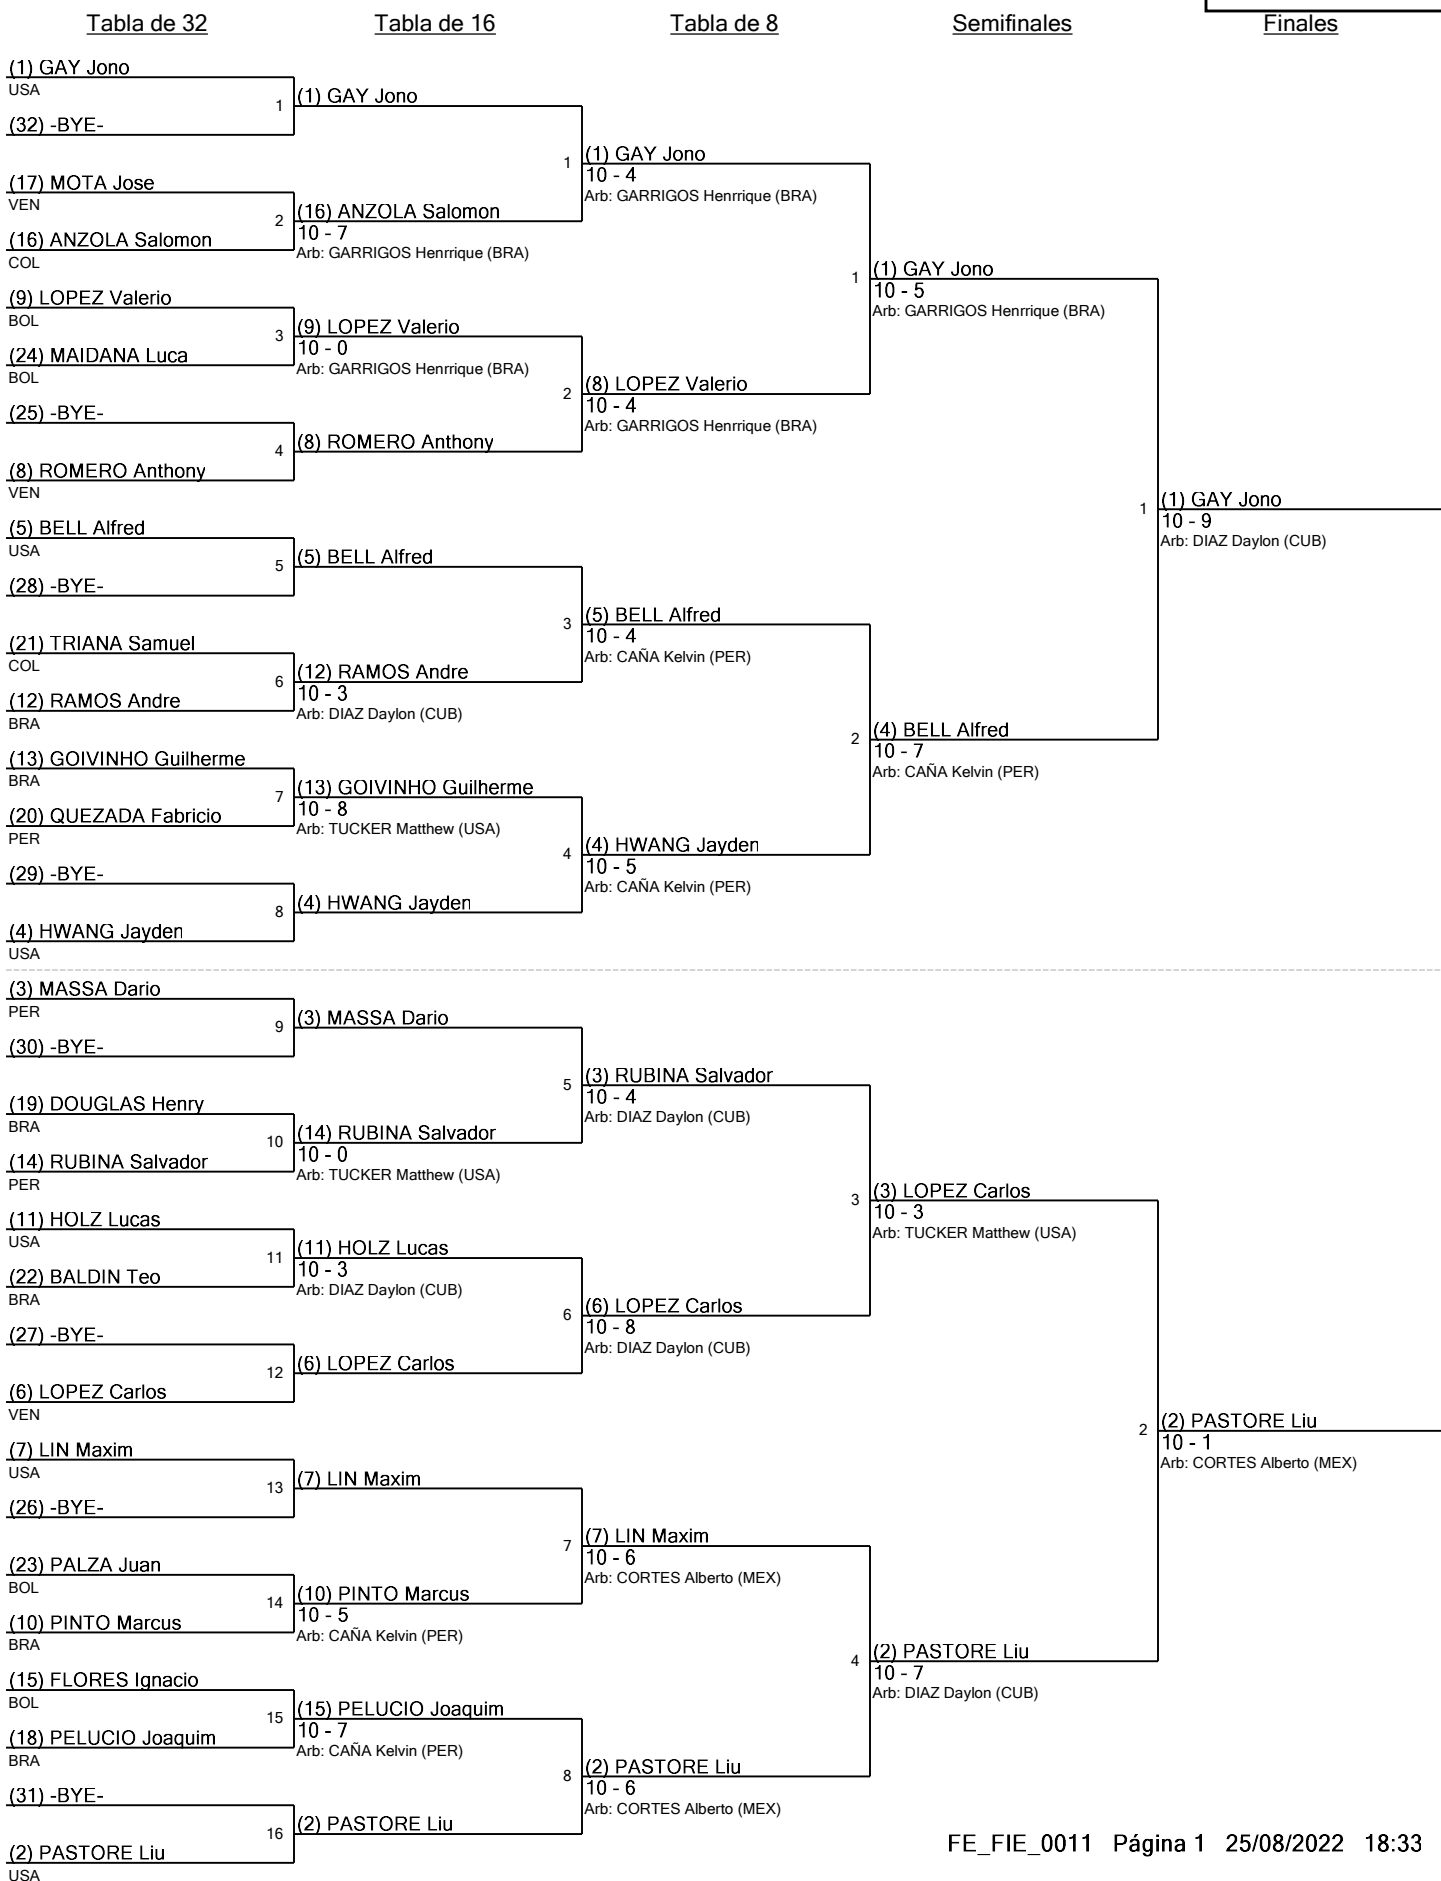 Tabla de 32
Tabla de 16
Tabla de 8
Semifinales
Finales
(1) GAY Jono
USA
1
(32) -BYE-
(17) MOTA Jose
VEN
2
(16) ANZOLA Salomon
COL
(9) LOPEZ Valerio
BOL
3
(24) MAIDANA Luca
BOL
(25) -BYE-
4
(8) ROMERO Anthony
VEN
(5) BELL Alfred
USA
5
(28) -BYE-
(21) TRIANA Samuel
COL
6
(12) RAMOS Andre
BRA
(13) GOIVINHO Guilherme
BRA
7
(20) QUEZADA Fabricio
PER
(29) -BYE-
8
(4) HWANG Jayden
USA
(3) MASSA Dario
PER
9
(30) -BYE-
(19) DOUGLAS Henry
BRA
10
(14) RUBINA Salvador
PER
(11) HOLZ Lucas
USA
11
(22) BALDIN Teo
BRA
(27) -BYE-
12
(6) LOPEZ Carlos
VEN
(7) LIN Maxim
USA
13
(26) -BYE-
(23) PALZA Juan
BOL
14
(10) PINTO Marcus
BRA
(15) FLORES Ignacio
BOL
15
(18) PELUCIO Joaquim
BRA
(31) -BYE-
16
(2) PASTORE Liu
USA
(1) GAY Jono
1
(16) ANZOLA Salomon
10 - 7
Arb: GARRIGOS Henrrique (BRA)
(9) LOPEZ Valerio
10 - 0
Arb: GARRIGOS Henrrique (BRA)
2
(8) ROMERO Anthony
(5) BELL Alfred
3
(12) RAMOS Andre
10 - 3
Arb: DIAZ Daylon (CUB)
(13) GOIVINHO Guilherme
10 - 8
Arb: TUCKER Matthew (USA)
4
(4) HWANG Jayden
(3) MASSA Dario
5
(14) RUBINA Salvador
10 - 0
Arb: TUCKER Matthew (USA)
(11) HOLZ Lucas
10 - 3
Arb: DIAZ Daylon (CUB)
6
(6) LOPEZ Carlos
(7) LIN Maxim
7
(10) PINTO Marcus
10 - 5
Arb: CAÑA Kelvin (PER)
(15) PELUCIO Joaquim
10 - 7
Arb: CAÑA Kelvin (PER)
8
(2) PASTORE Liu
(1) GAY Jono
10 - 4
Arb: GARRIGOS Henrrique (BRA)
1
(8) LOPEZ Valerio
10 - 4
Arb: GARRIGOS Henrrique (BRA)
(5) BELL Alfred
10 - 4
Arb: CAÑA Kelvin (PER)
2
(4) HWANG Jayden
10 - 5
Arb: CAÑA Kelvin (PER)
(3) RUBINA Salvador
10 - 4
Arb: DIAZ Daylon (CUB)
3
(6) LOPEZ Carlos
10 - 8
Arb: DIAZ Daylon (CUB)
(7) LIN Maxim
10 - 6
Arb: CORTES Alberto (MEX)
4
(2) PASTORE Liu
10 - 6
Arb: CORTES Alberto (MEX)
(1) GAY Jono
10 - 5
Arb: GARRIGOS Henrrique (BRA)
1
(4) BELL Alfred
10 - 7
Arb: CAÑA Kelvin (PER)
(3) LOPEZ Carlos
10 - 3
Arb: TUCKER Matthew (USA)
2
(2) PASTORE Liu
10 - 7
Arb: DIAZ Daylon (CUB)
(1) GAY Jono
10 - 9
Arb: DIAZ Daylon (CUB)
(2) PASTORE Liu
10 - 1
Arb: CORTES Alberto (MEX)
FE_FIE_0011 Página 1 25/08/2022 18:33